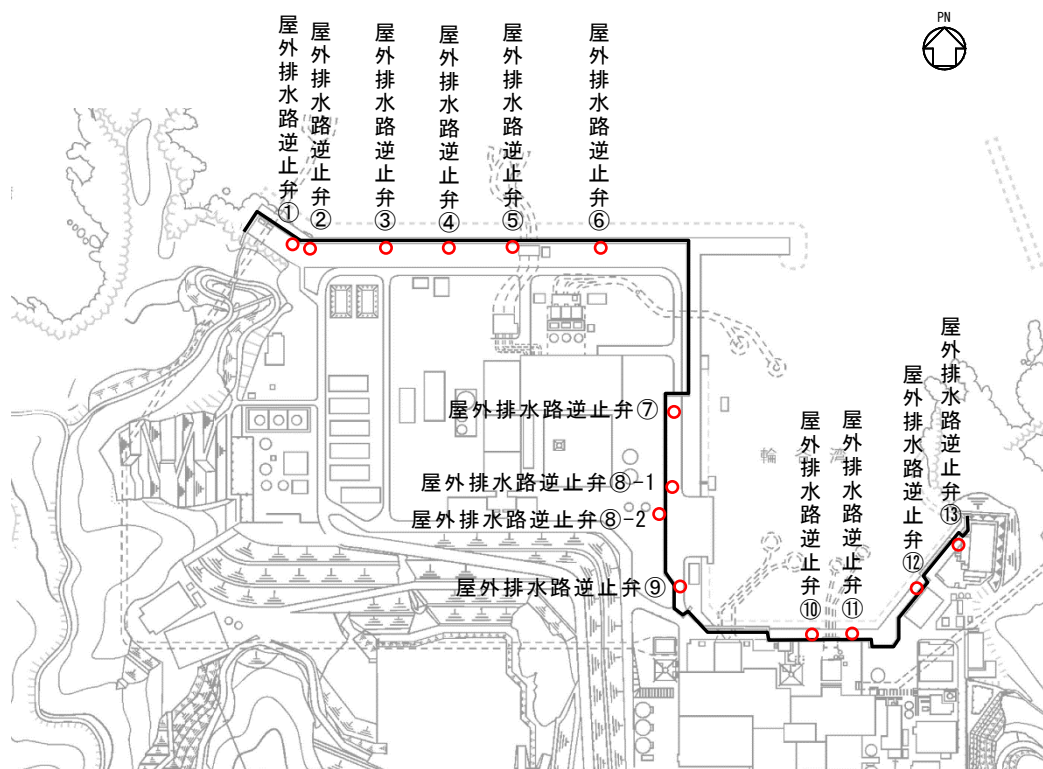 PN
屋外排水路逆止弁①
屋外排水路逆止弁②
屋外排水路逆止弁③
屋外排水路逆止弁④
屋外排水路逆止弁⑤
屋外排水路逆止弁⑥
屋外排水路逆止弁⑦
屋外排水路逆止弁⑧-1
屋外排水路逆止弁⑧-2
屋外排水路逆止弁⑨
輪谷湾
屋外排水路逆止弁⑩
屋外排水路逆止弁⑪
屋外排水路逆止弁⑫
屋外排水路逆止弁⑬